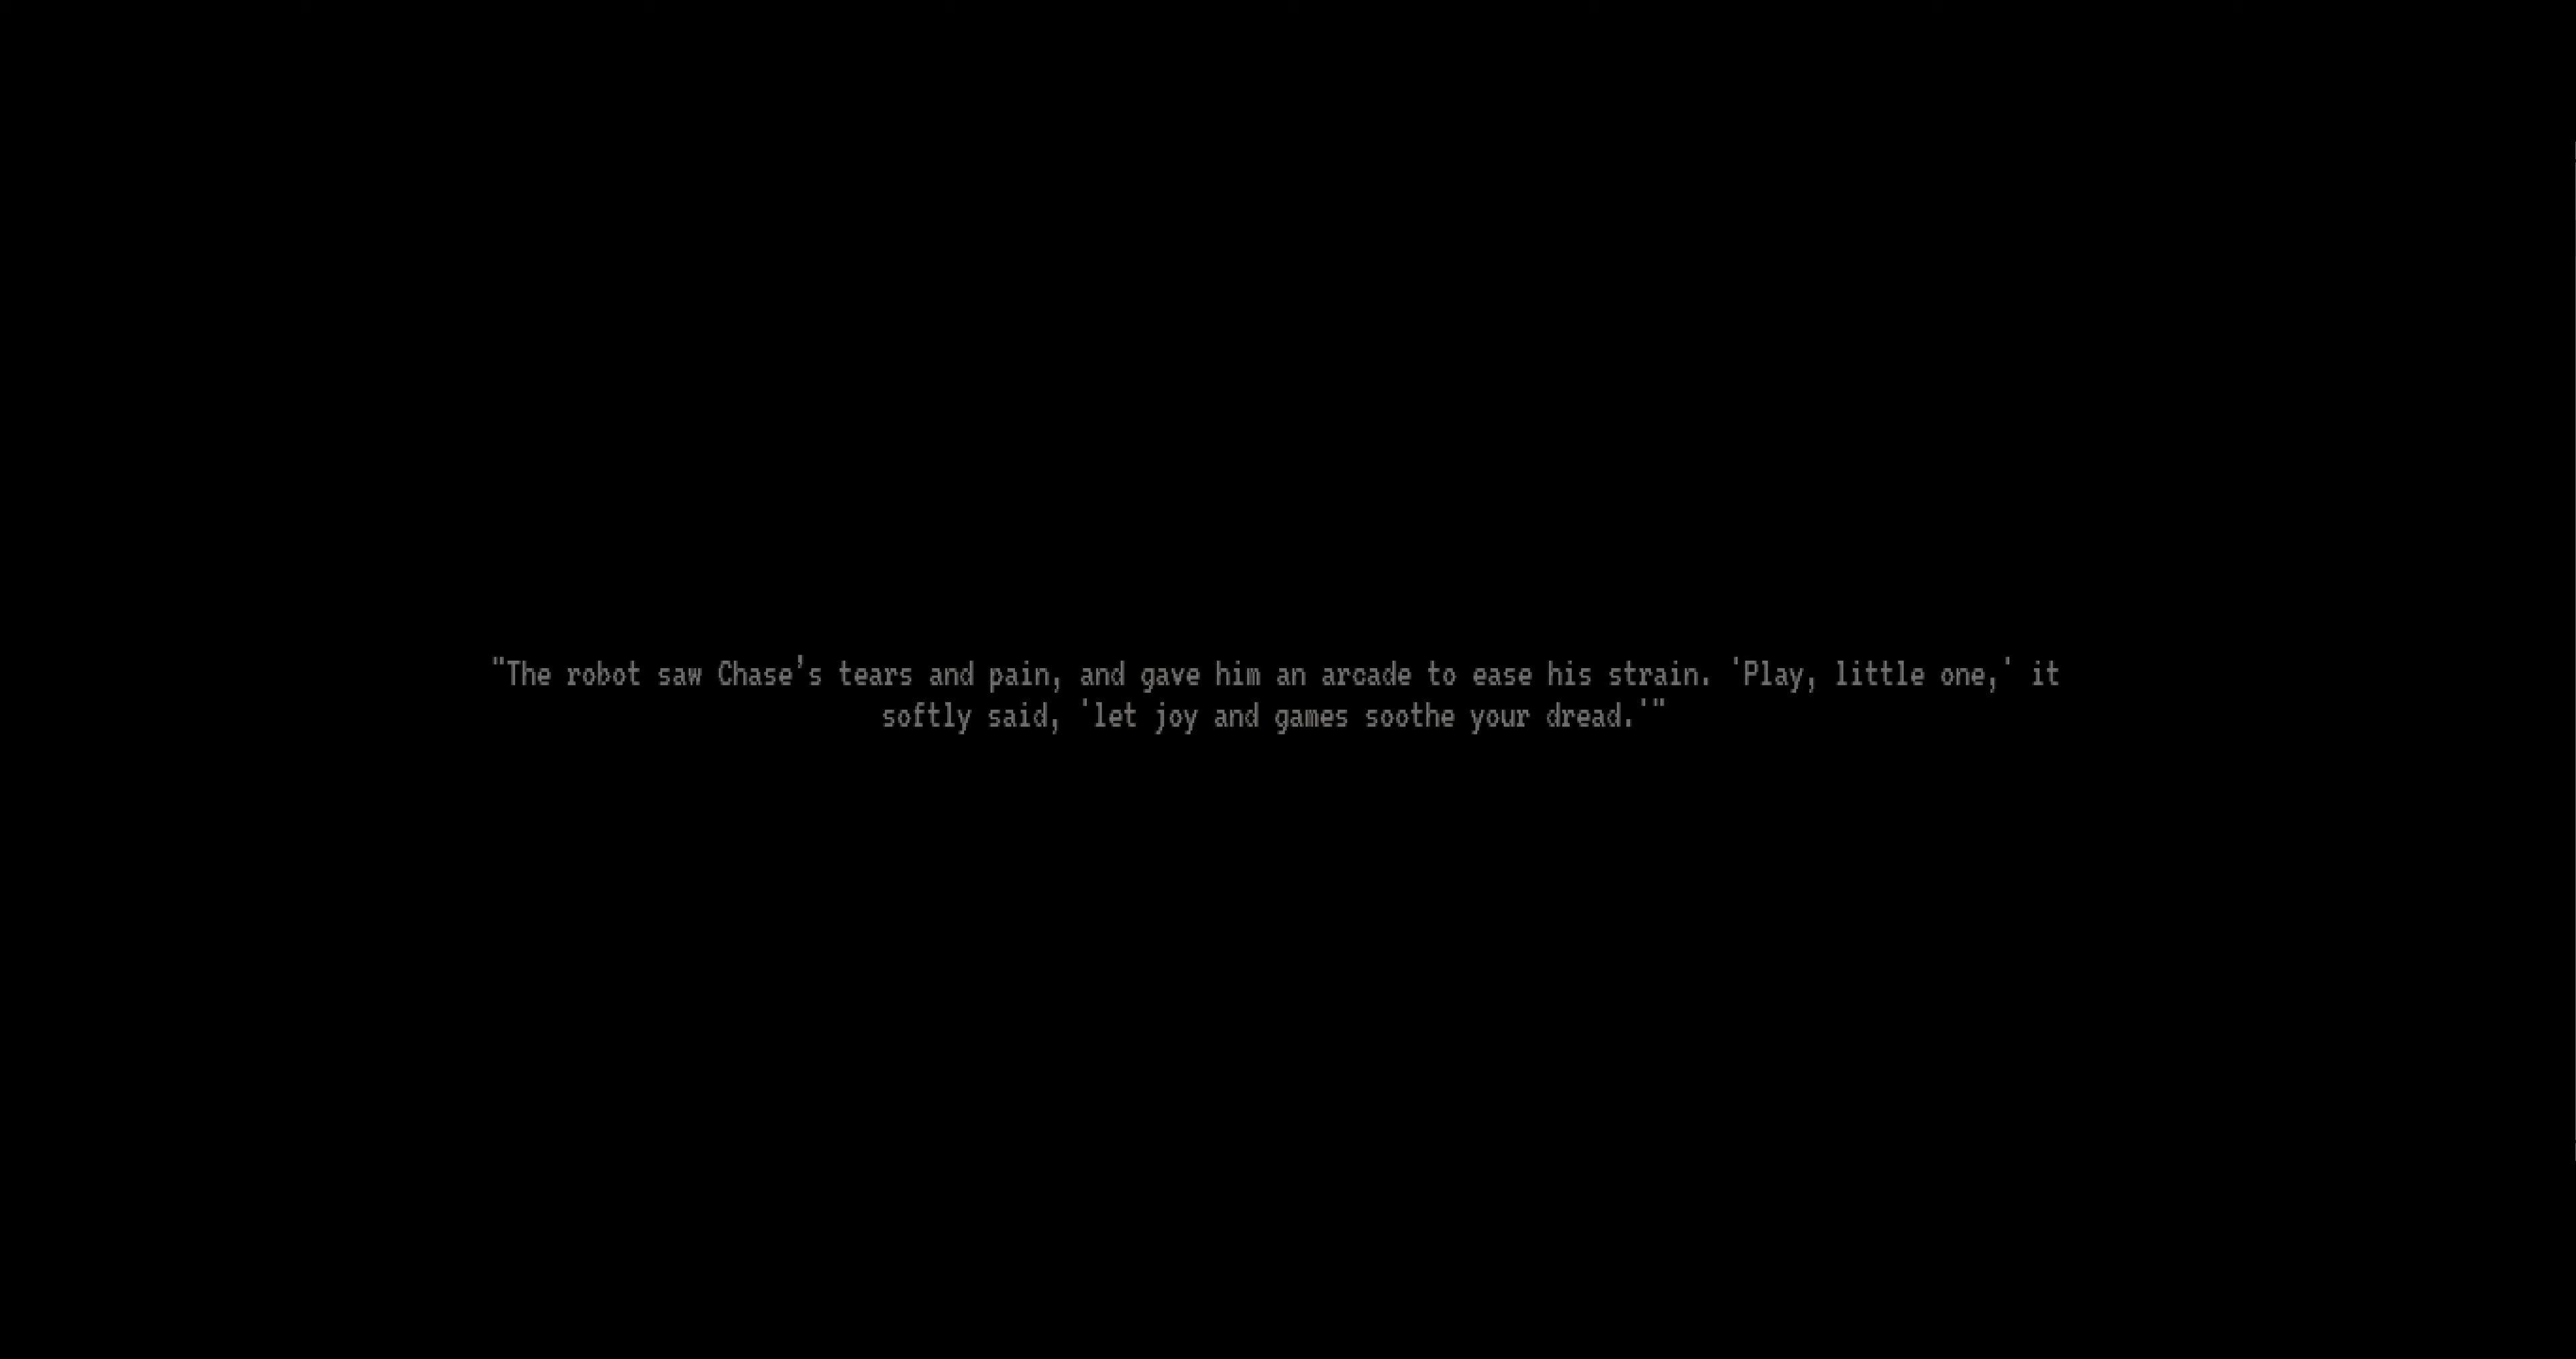 "The robot saw Chase’s tears and pain, and gave him an arcade to ease his strain. 'Play, little one,' it
softly said, 'let joy and games soothe your dread.'"